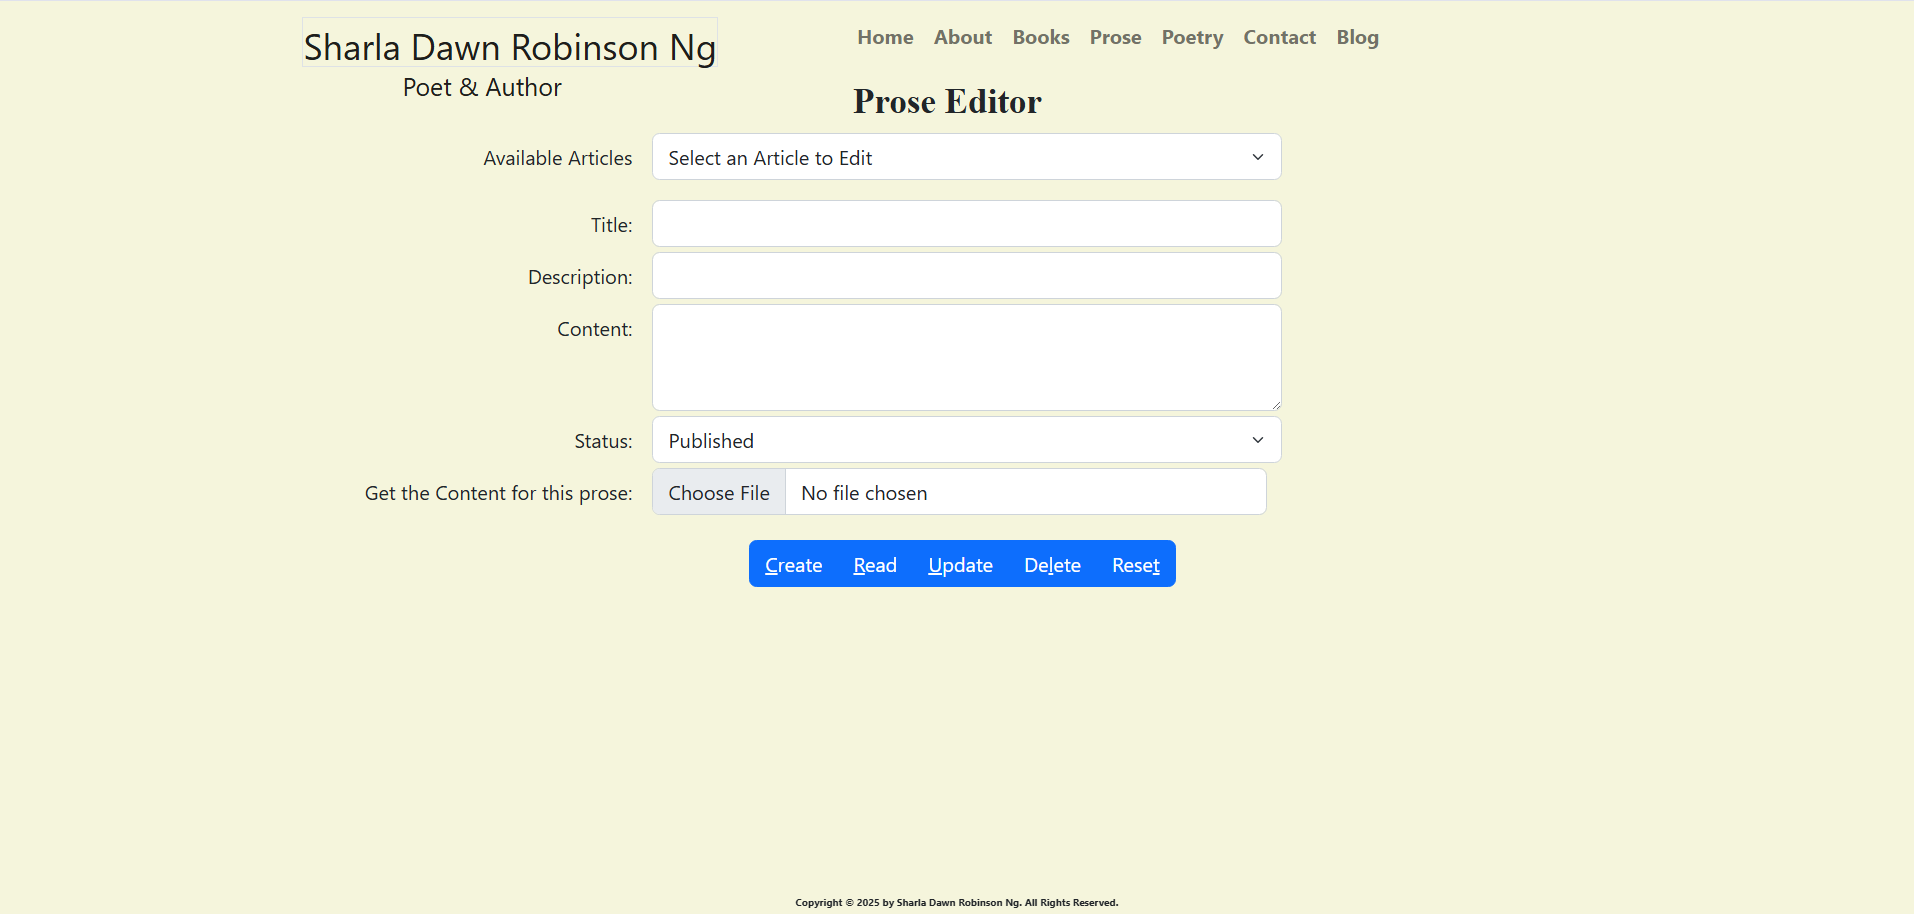 Sharla Dawn Robinson Ng
Poet & Author
Home About Books Prose Poetry Contact Blog
Prose Editor
Available Articles Select an Article to Edit
Title:
Description:
Content:
Status: Published
Get the Content for this prose: Choose File No file chosen
Create Read Update Delete Reset
Copyright © 2025 by Sharla Dawn Robinson Ng. All Rights Reserved.